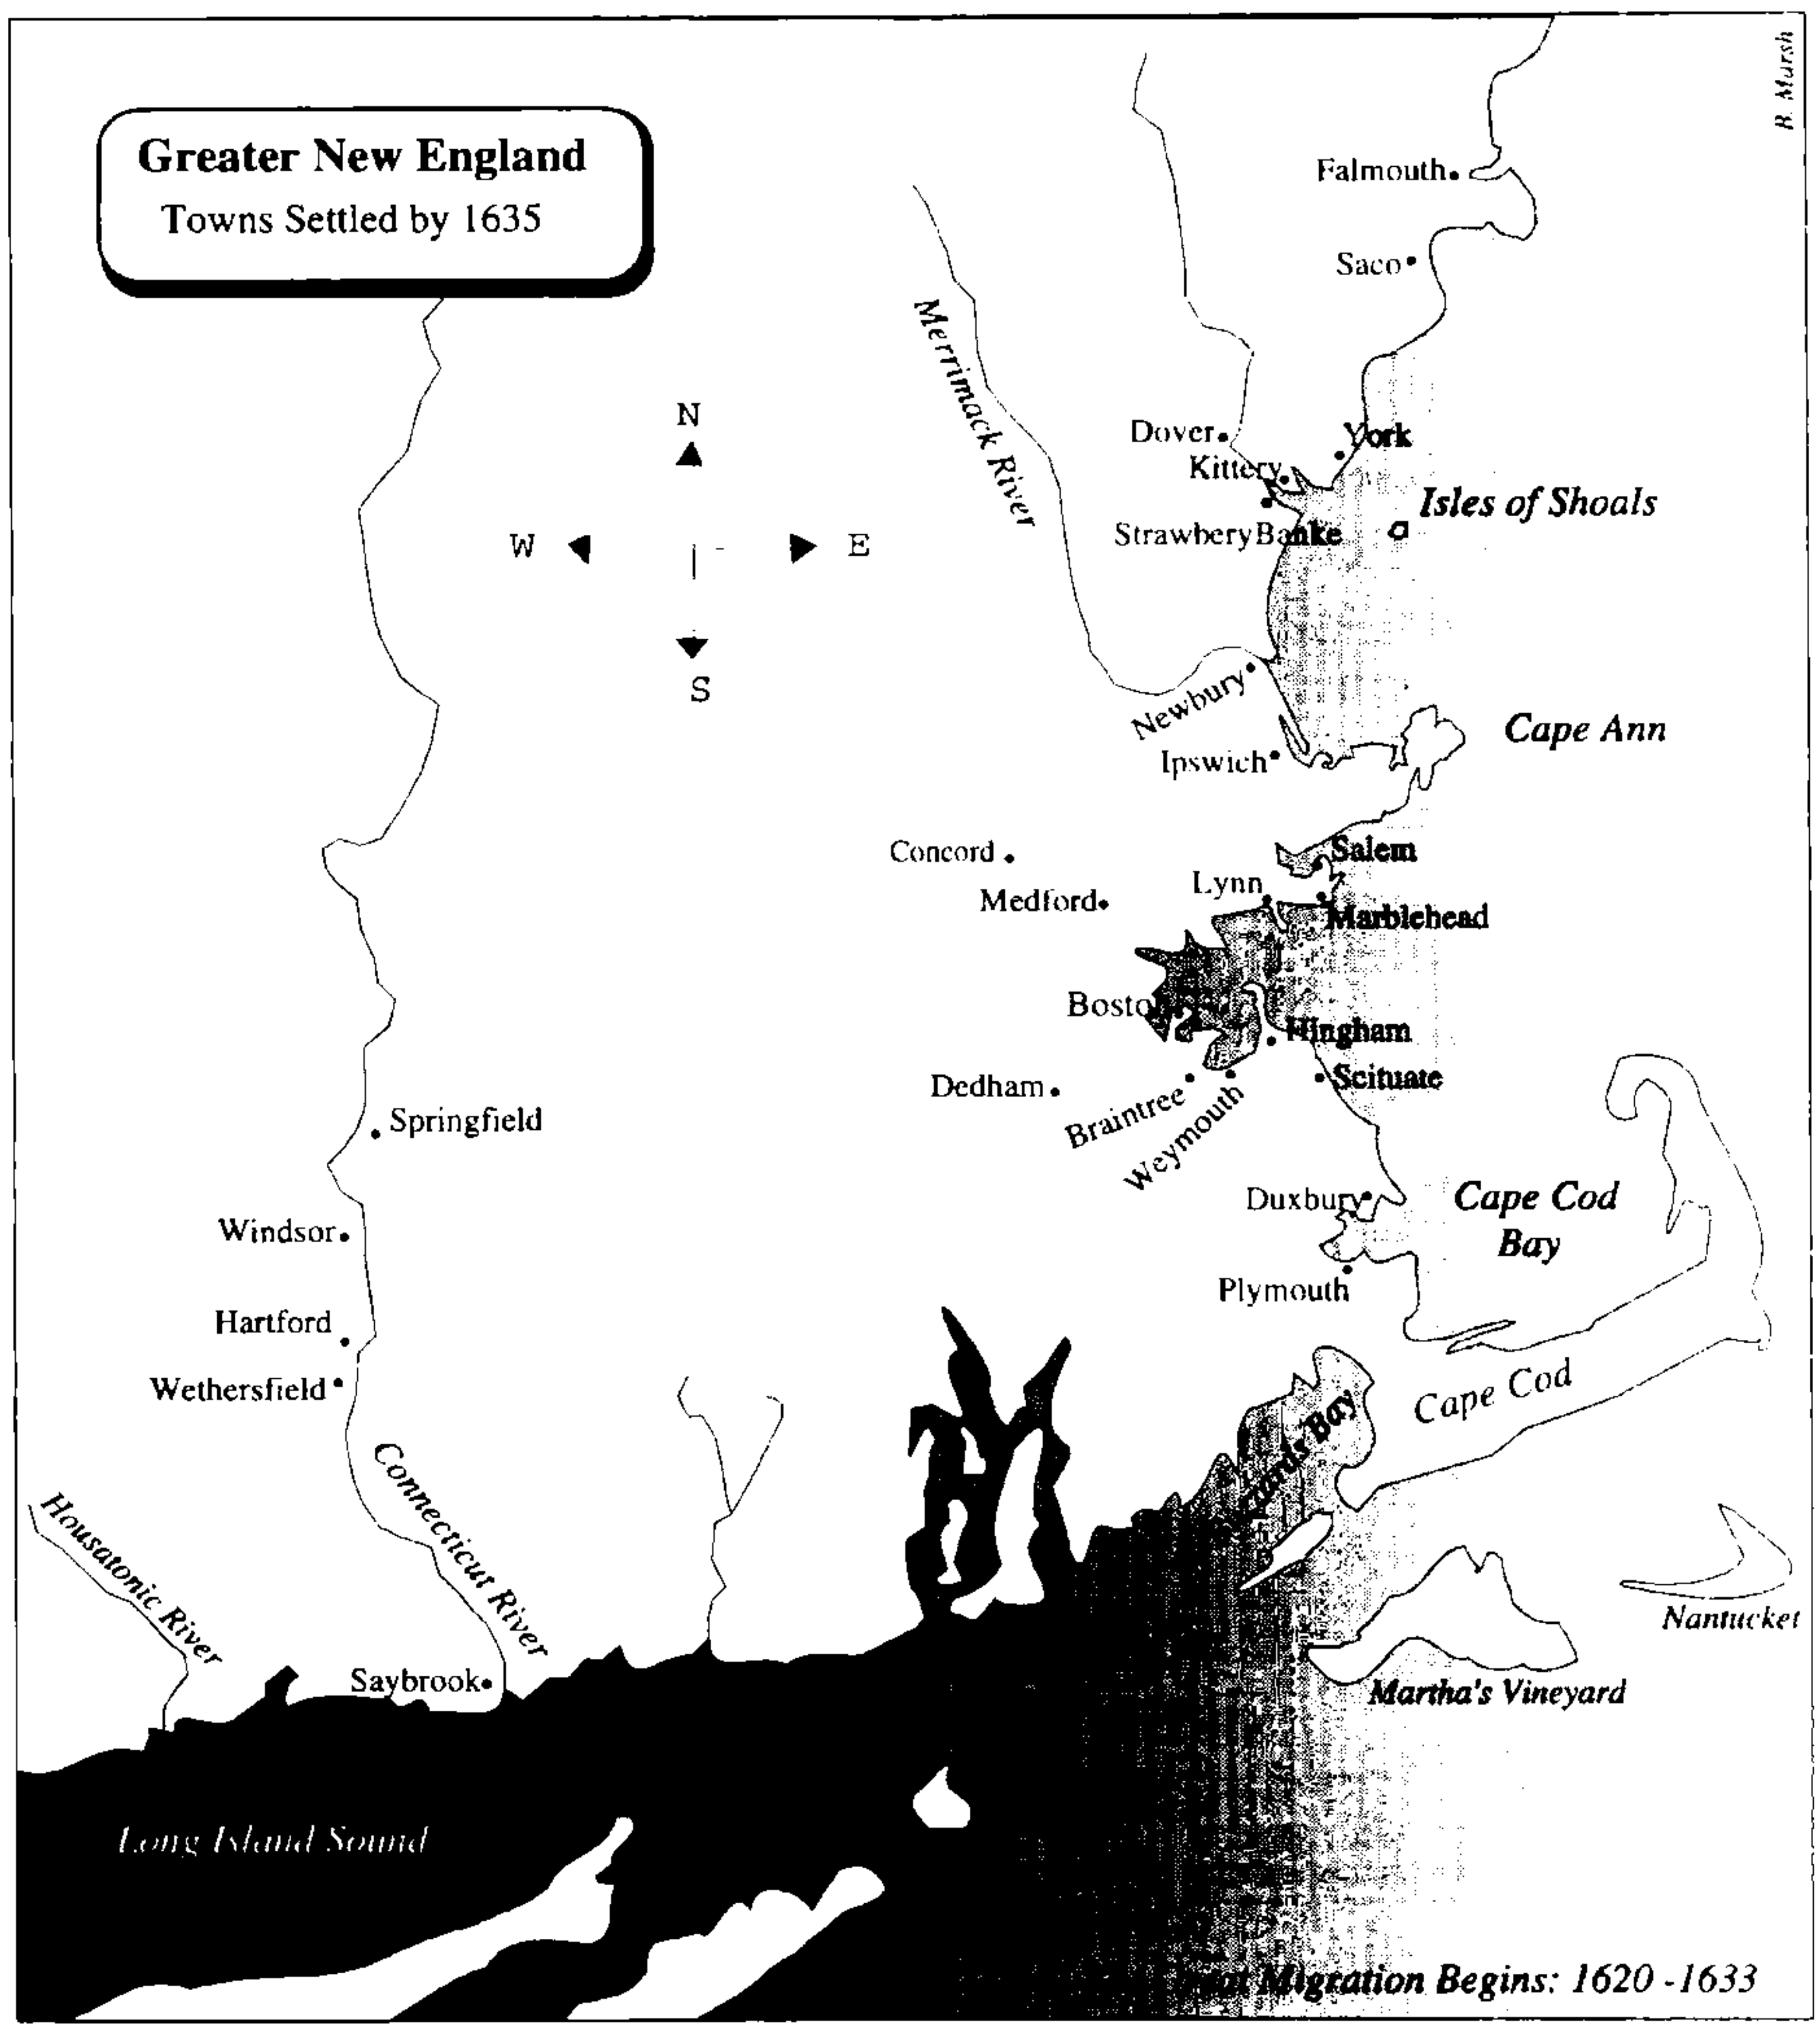 B. Marsh
Greater New England
Towns Settled by 1635
Falmouth
Saco
Merrimack River
N
W
E
S
Dover
York
Kittery
Isles of Shoals
Strawbery Banke
Newbury
Cape Ann
Ipswich
Concord
Salem
Lynn
Medford
Marblehead
Hingham
Scituate
Dedham
Braintree
Weymouth
Springfield
Duxbury
Cape Cod
Bay
Windsor
Plymouth
Hartford
Wethersfield
Cape Cod
Bay
Connecticut River
Housatonic River
Nantucket
Saybrook
Martha's Vineyard
Long Island Sound
Migration Begins: 1620 -1633